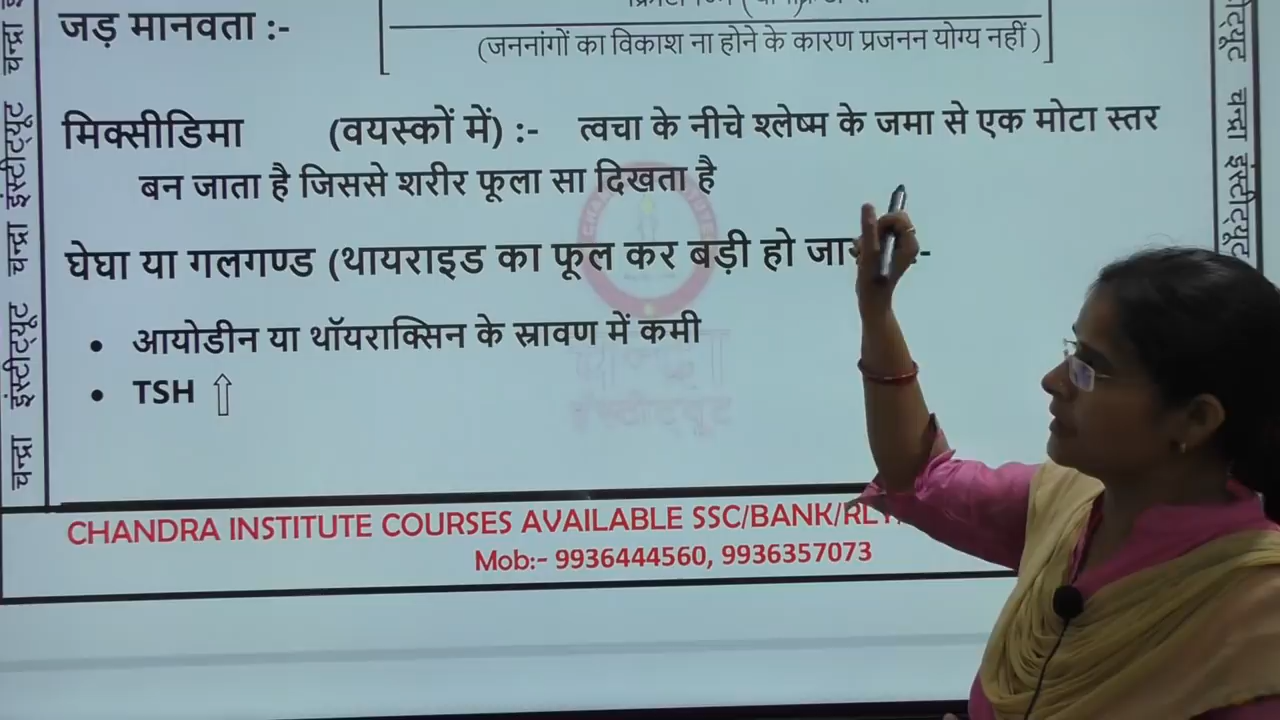 जड़ मानवता :-
(जननांगों का विकाश ना होने के कारण प्रजनन योग्य नहीं )
मिक्सीडिमा (वयस्कों में) :- त्वचा के नीचे श्लेष्म के जमा से एक मोटा स्तर
बन जाता है जिससे शरीर फूला सा दिखता है
घेघा या गलगण्ड (थायराइड का फूल कर बड़ी हो -
• आयोडीन या थॉयराक्सिन के स्रावण में कमी
• TSH ⇧
CHANDRA INSTITUTE COURSES AVAILABLE SSC/BANK/
Mob:- 9936444560, 9936357073
चन्द्रा इंस्टीट्यूट चन्द्रा इंस्टीट्यूट चन्द्रा
चन्द्रा इंस्टीट्यूट